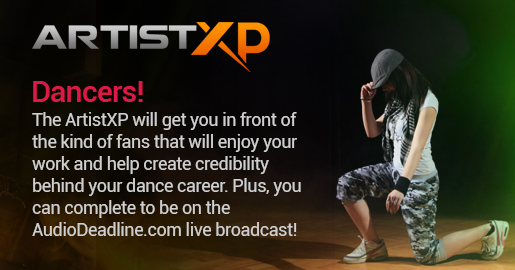 ARTISTXP
Dancers!
The ArtistXP will get you in front of
the kind of fans that will enjoy your
work and help create credibility
behind your dance career. Plus, you
can complete to be on the
AudioDeadline.com live broadcast!